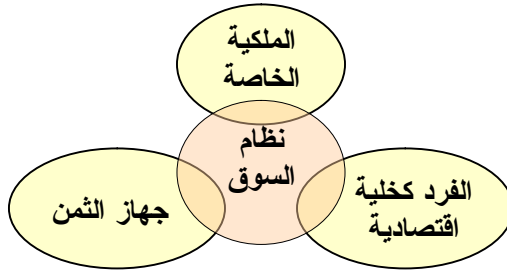 الملكية
الخاصة
نظام
السوق
الفرد كخلية
اقتصادية
جهاز الثمن